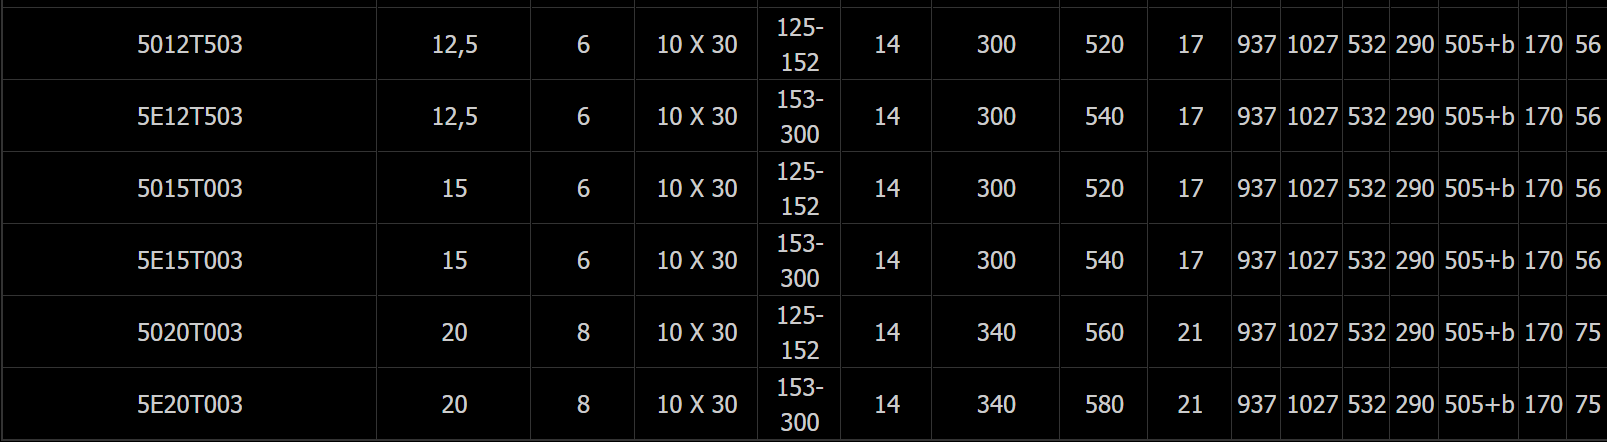 5012T503 12,5 6 10 X 30 125-152 14 300 520 17 937 1027 532 290 505+b 170 56
5E12T503 12,5 6 10 X 30 153-300 14 300 540 17 937 1027 532 290 505+b 170 56
5015T003 15 6 10 X 30 125-152 14 300 520 17 937 1027 532 290 505+b 170 56
5E15T003 15 6 10 X 30 153-300 14 300 540 17 937 1027 532 290 505+b 170 56
5020T003 20 8 10 X 30 125-152 14 340 560 21 937 1027 532 290 505+b 170 75
5E20T003 20 8 10 X 30 153-300 14 340 580 21 937 1027 532 290 505+b 170 75